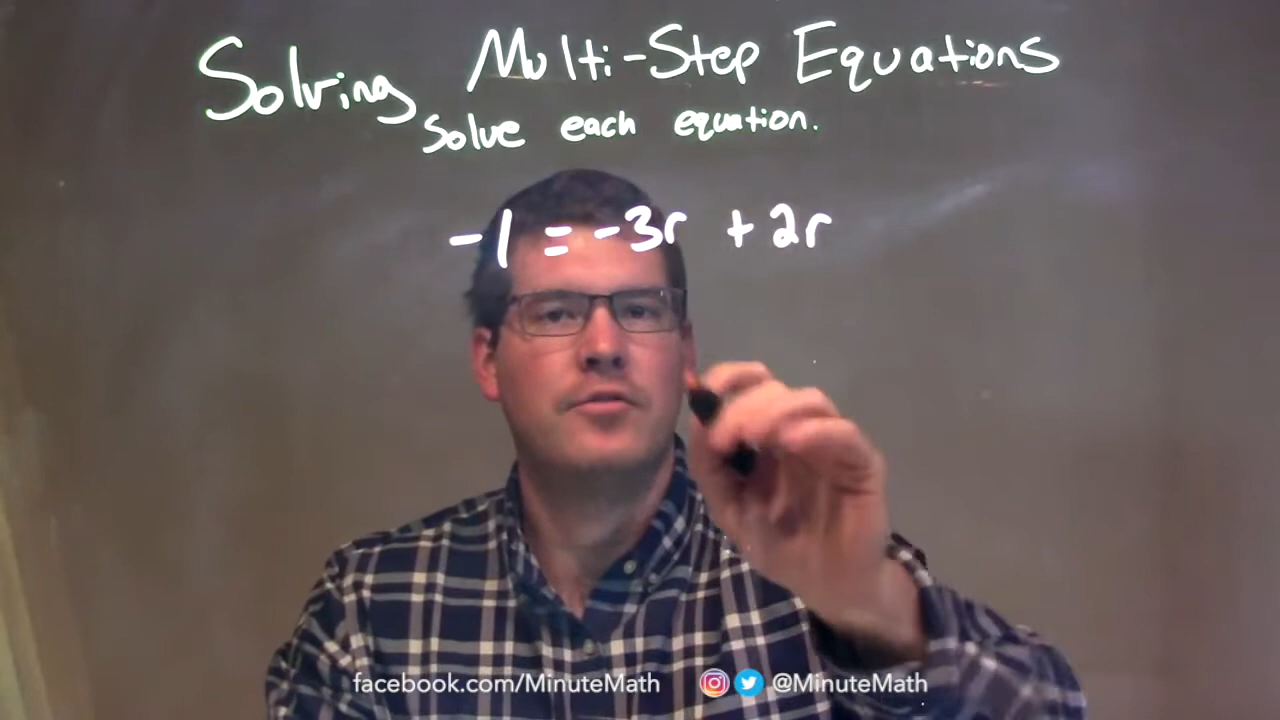 Solving Multi-Step Equations
Solve each equation.
-1 = -3r + 2r
facebook.com/MinuteMath @MinuteMath